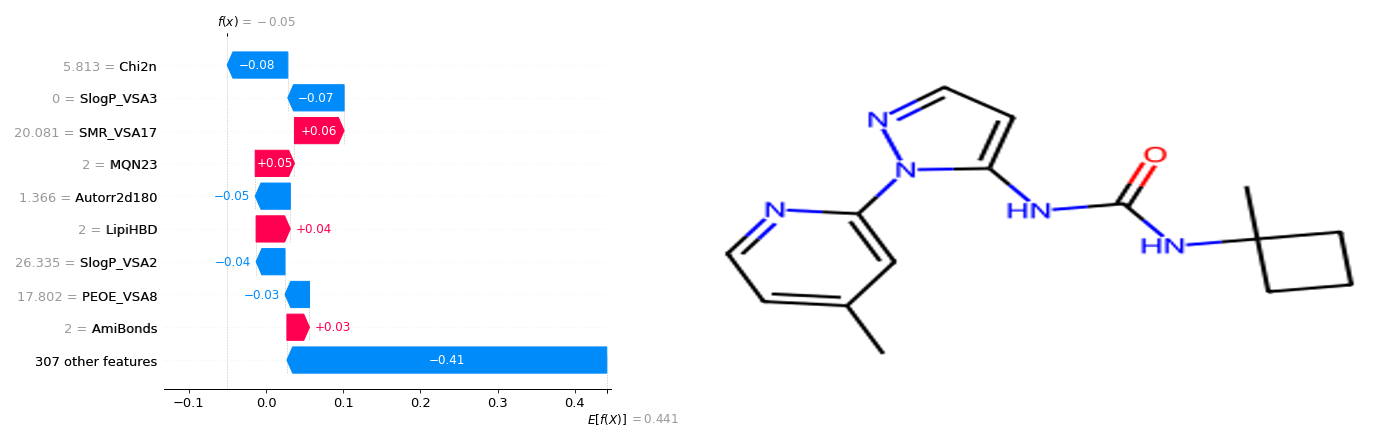 f(x) = −0.05
5.813 = Chi2n
−0.08
0 = SlogP_VSA3
−0.07
20.081 = SMR_VSA17
+0.06
2 = MQN23
+0.05
1.366 = Autorr2d180
−0.05
2 = LipiHBD
+0.04
26.335 = SlogP_VSA2
−0.04
17.802 = PEOE_VSA8
−0.03
2 = AmiBonds
+0.03
307 other features
−0.41
−0.1 0.0 0.1 0.2 0.3 0.4
E[f(X)] = 0.441
N
N
N
O
HN
HN